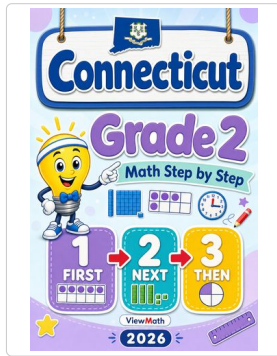 Connecticut
Grade 2
Math Step by Step
1 2 3
FIRST NEXT THEN
ViewMath
2026